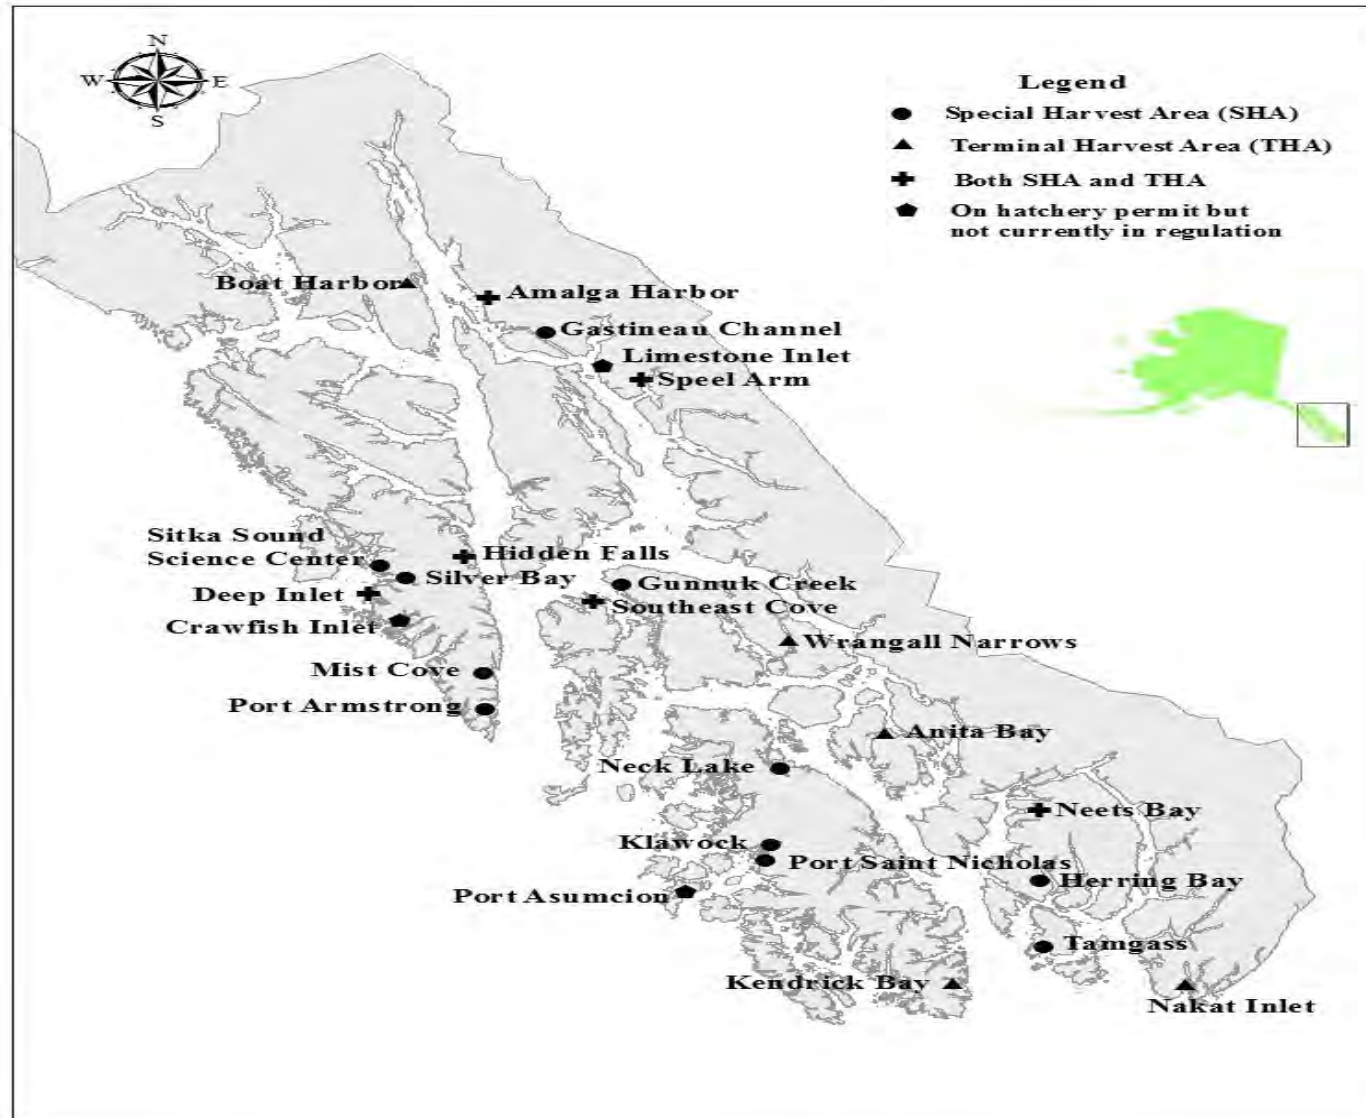 N
W E
S
Legend
Special Harvest Area (SHA)
Terminal Harvest Area (THA)
Both SHA and THA
On hatchery permit but
not currently in regulation
Boat Harbor
Amalga Harbor
Gastineau Channel
Limestone Inlet
Speel Arm
Sitka Sound
Science Center
Hidden Falls
Silver Bay
Gunnuk Creek
Deep Inlet
Southeast Cove
Crawfish Inlet
Wrangall Narrows
Mist Cove
Port Armstrong
Anita Bay
Neck Lake
Neets Bay
Klawock
Port Saint Nicholas
Herring Bay
Port Asumcion
Tamgass
Kendrick Bay
Nakat Inlet